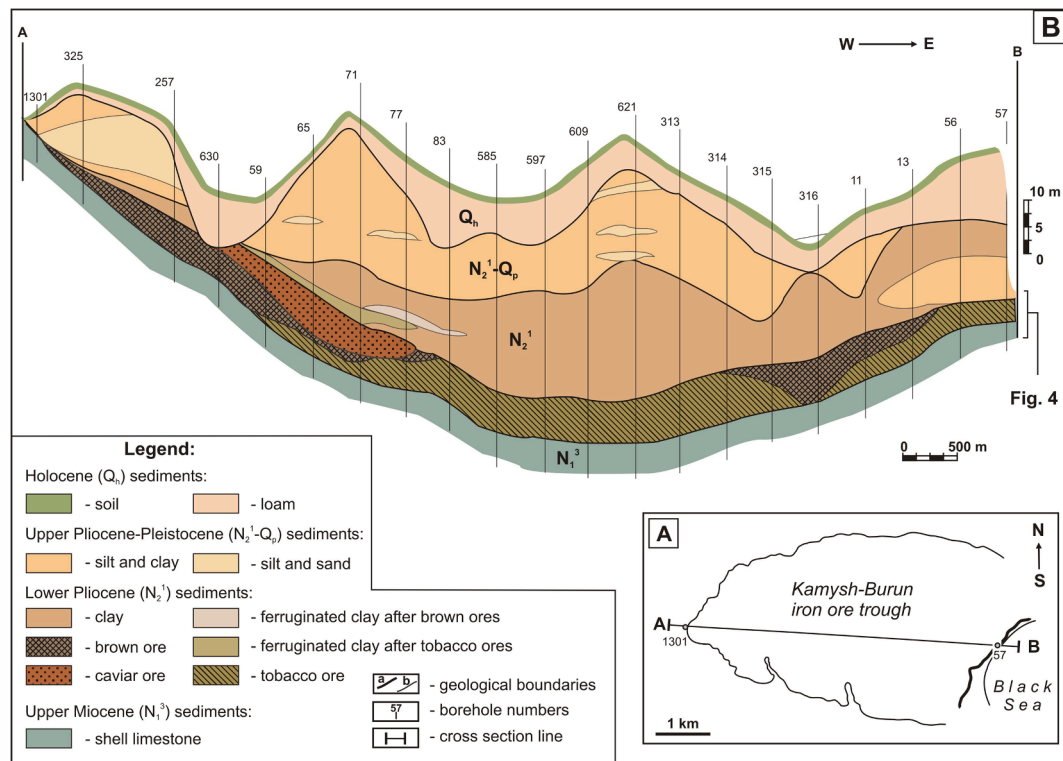 B
A
W
E
B
325
1301
257
630
59
65
71
77
83
585
597
609
621
313
314
315
316
11
13
56
57
10 m
5
0
Qₕ
N₂¹-Qₚ
N₂¹
N₁³
Fig. 4
0 500 m
Legend:
Holocene (Qₕ) sediments:
- soil
- loam
Upper Pliocene-Pleistocene (N₂¹-Qₚ) sediments:
- silt and clay
- silt and sand
Lower Pliocene (N₂¹) sediments:
- clay
- ferruginated clay after brown ores
- brown ore
- ferruginated clay after tobacco ores
- caviar ore
- tobacco ore
Upper Miocene (N₁³) sediments:
- shell limestone
a b - geological boundaries
57 - borehole numbers
- cross section line
A
N
S
Kamysh-Burun
iron ore trough
A
1301
57
B
Black
Sea
1 km